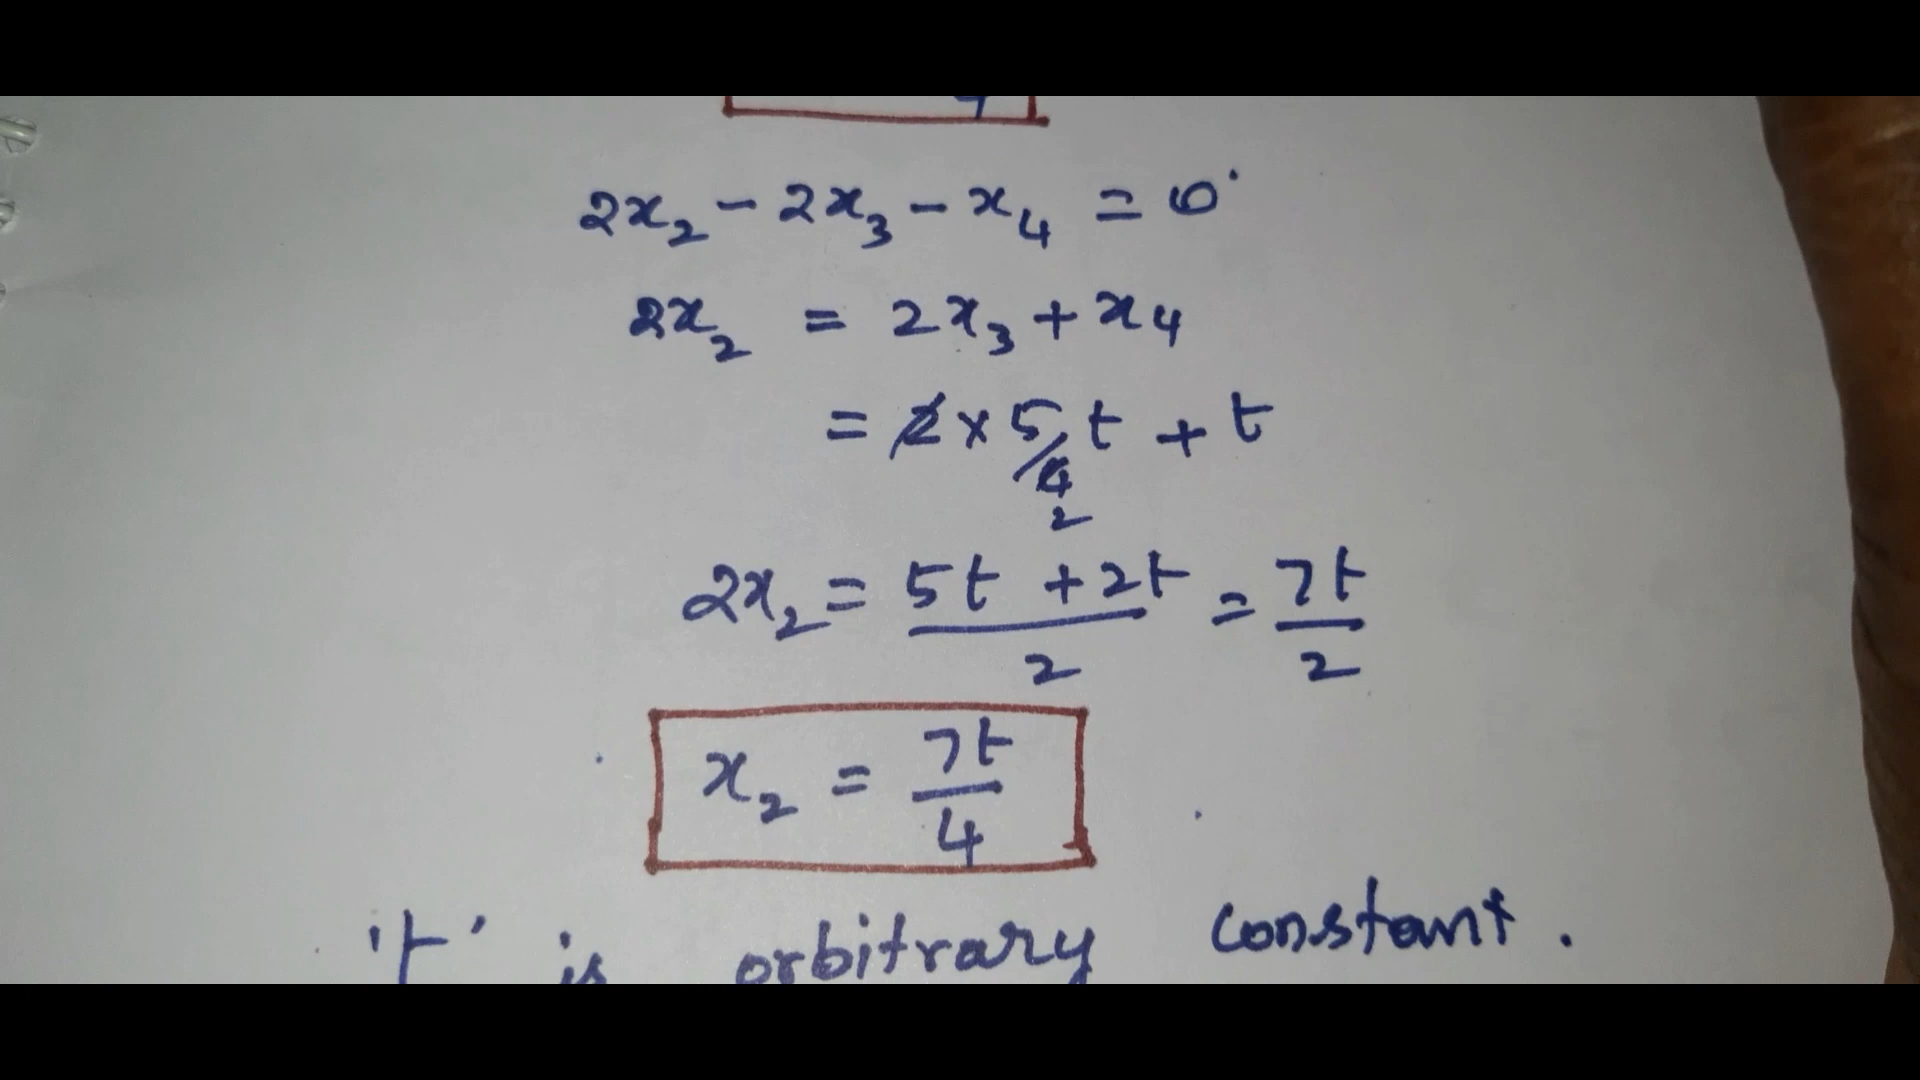 2x₂ - 2x₃ - x₄ = 0
2x₂ = 2x₃ + x₄
= 2 × 5/4 t + t
2
2x₂ = (5t + 2t)/2 = 7t/2
x₂ = 7t/4
't' is orbitrary constant.